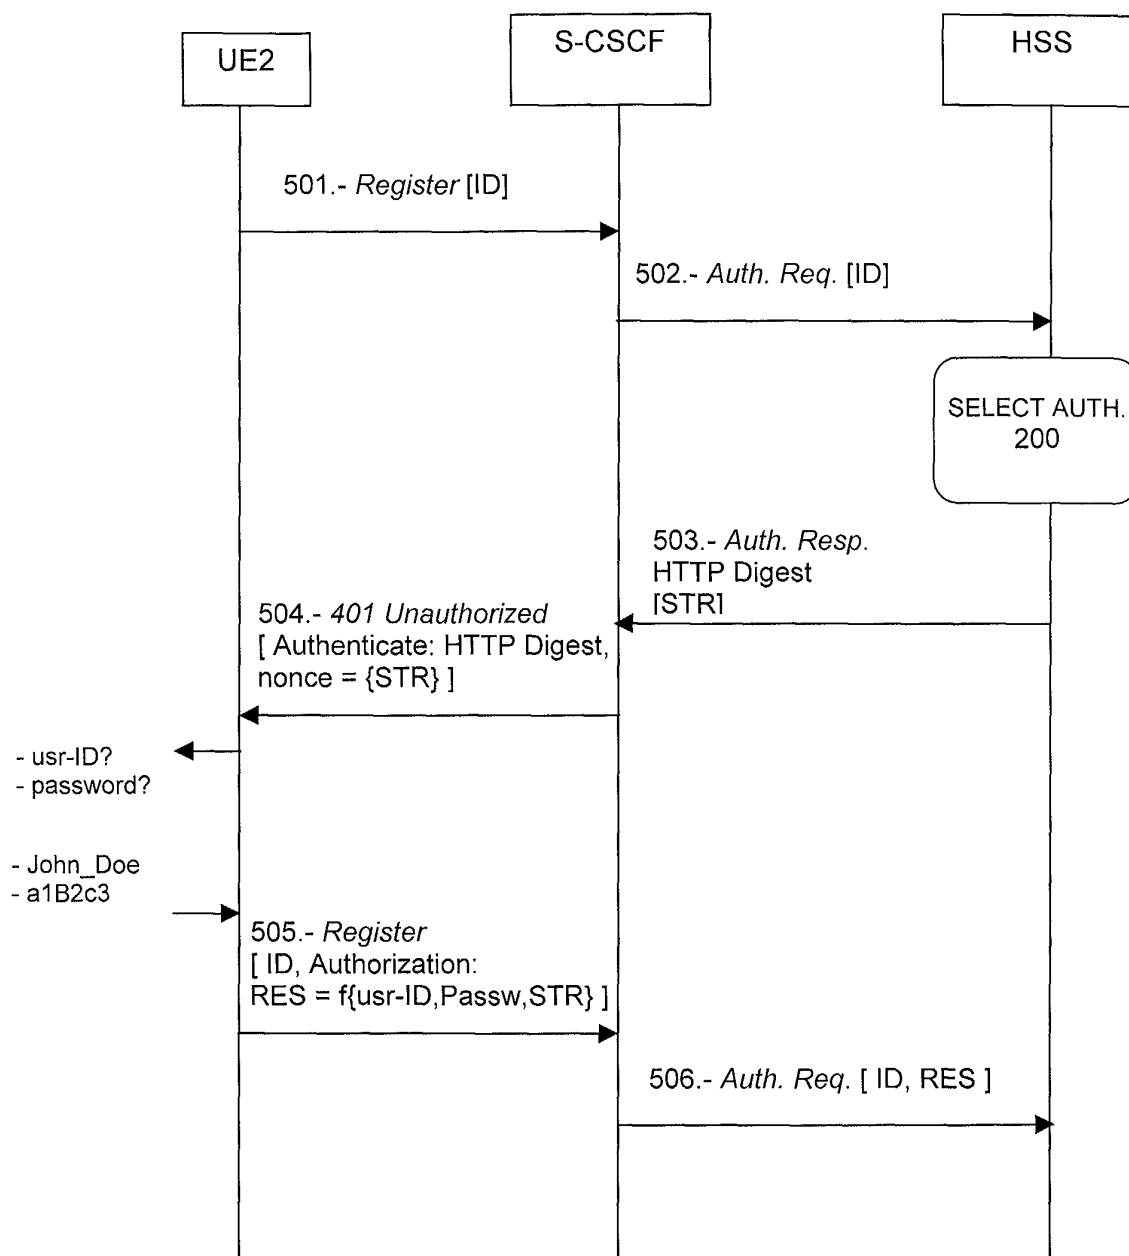 UE2
S-CSCF
HSS
501.- Register [ID]
502.- Auth. Req. [ID]
SELECT AUTH.
200
503.- Auth. Resp.
HTTP Digest
[STR]
504.- 401 Unauthorized
[ Authenticate: HTTP Digest,
nonce = {STR} ]
- usr-ID?
- password?
- John_Doe
- a1B2c3
505.- Register
[ ID, Authorization:
RES = f{usr-ID,Passw,STR} ]
506.- Auth. Req. [ ID, RES ]